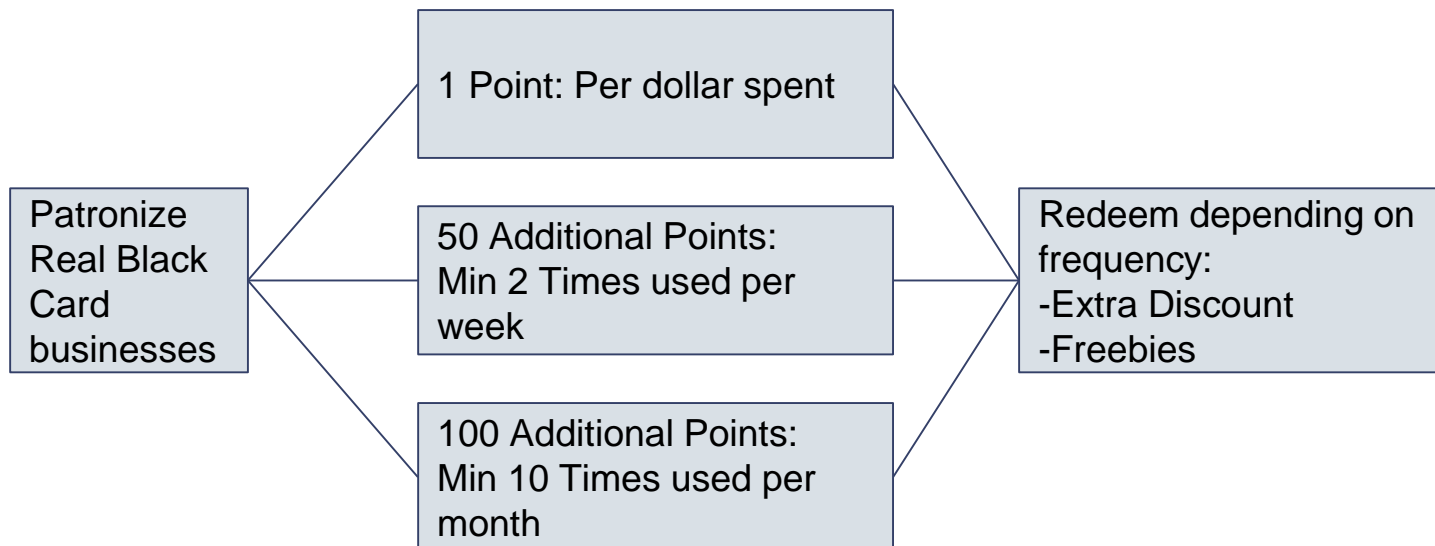 1 Point: Per dollar spent
Patronize
Real Black
Card
businesses
50 Additional Points:
Min 2 Times used per
week
100 Additional Points:
Min 10 Times used per
month
Redeem depending on
frequency:
-Extra Discount
-Freebies